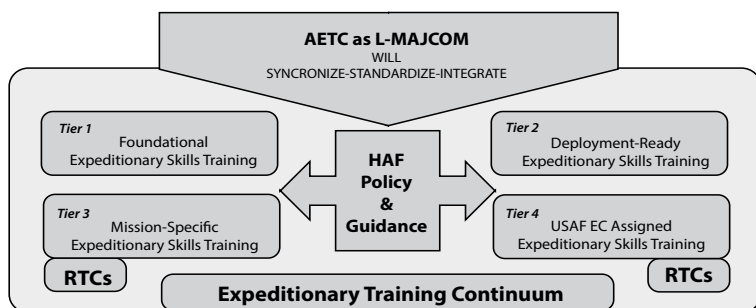 AETC as L-MAJCOM
WILL
SYNCRONIZE-STANDARDIZE-INTEGRATE
Tier 1
Foundational
Expeditionary Skills Training
Tier 2
Deployment-Ready
Expeditionary Skills Training
HAF
Policy
&
Guidance
Tier 3
Mission-Specific
Expeditionary Skills Training
RTCs
Tier 4
USAF EC Assigned
Expeditionary Skills Training
RTCs
Expeditionary Training Continuum